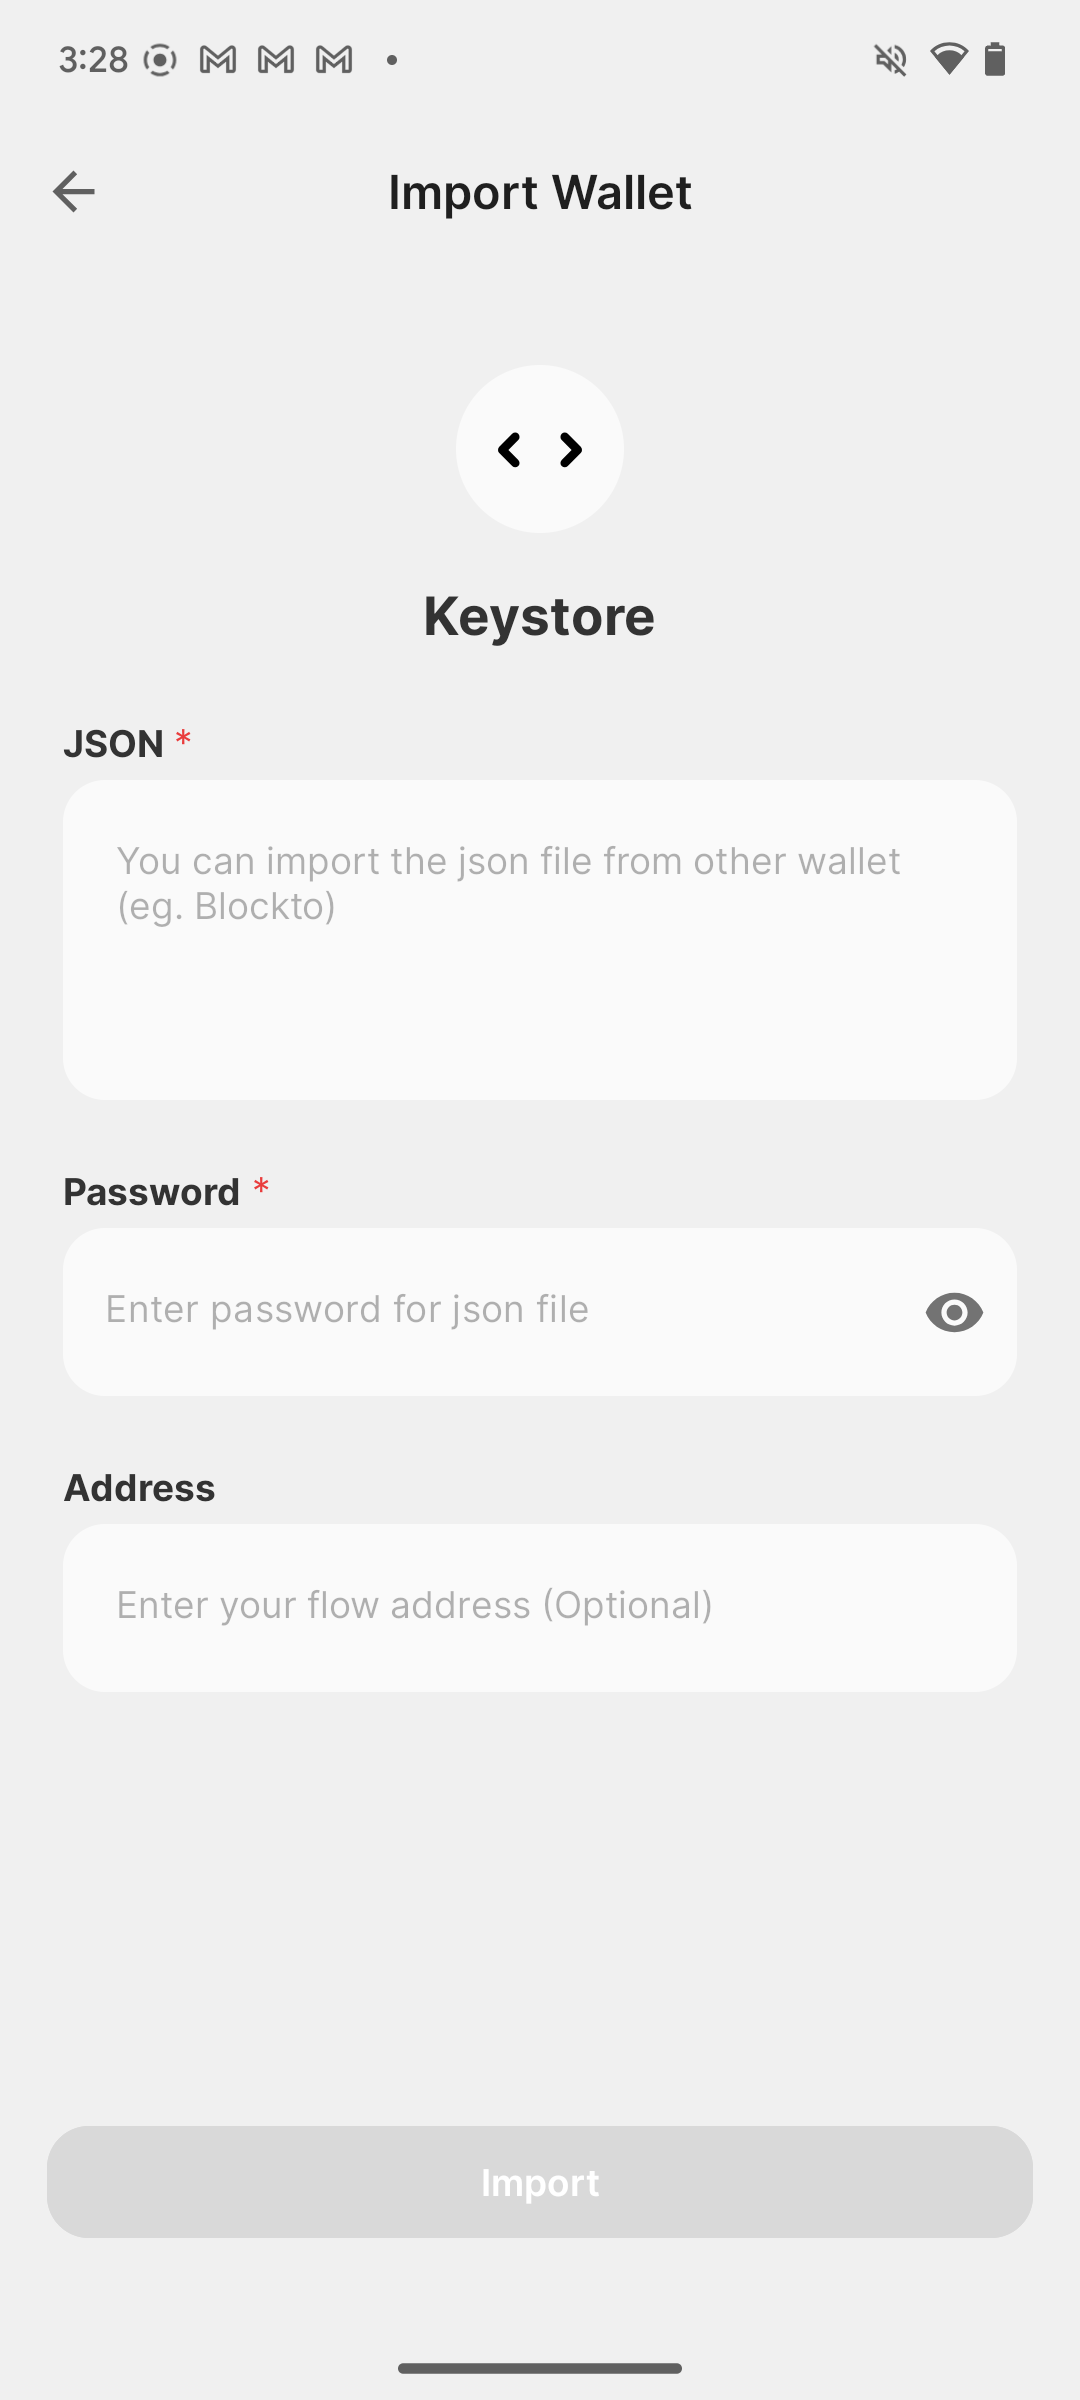 3:28
Import Wallet
Keystore
JSON *
You can import the json file from other wallet
(eg. Blockto)
Password *
Enter password for json file
Address
Enter your flow address (Optional)
Import